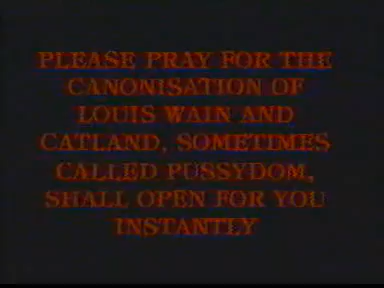 PLEASE PRAY FOR THE
CANONISATION OF
LOUIS WAIN AND
CATLAND, SOMETIMES
CALLED PUSSYDOM,
SHALL OPEN FOR YOU
INSTANTLY